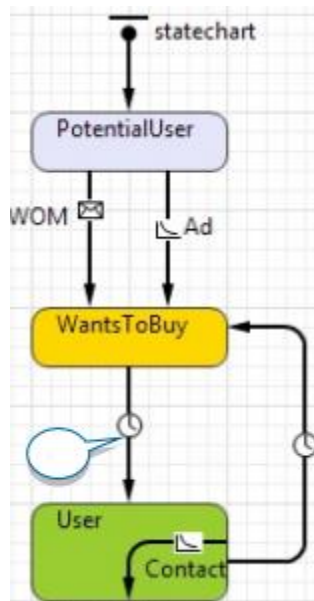 statechart
PotentialUser
WOM
Ad
WantsToBuy
User
Contact